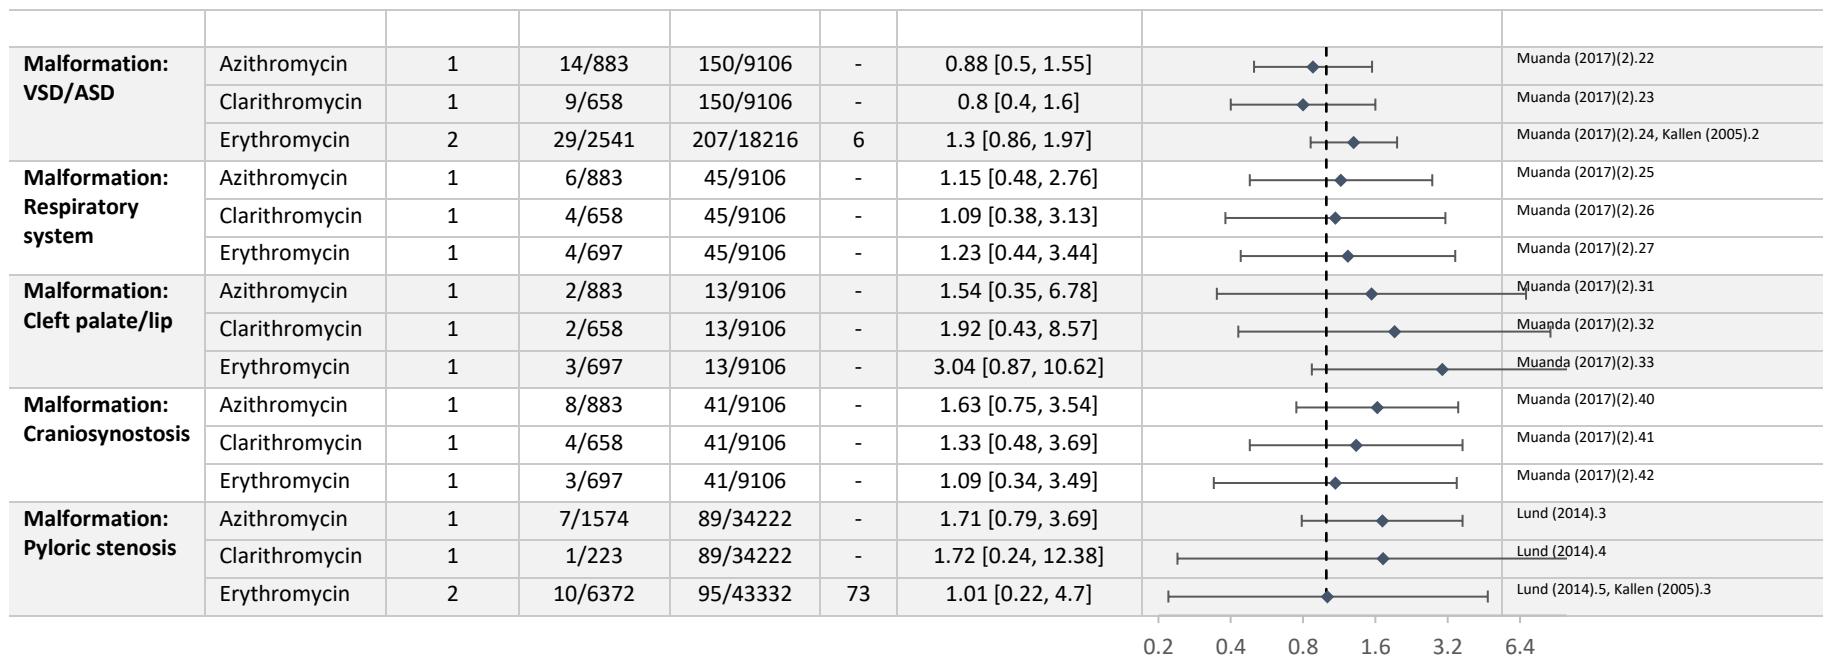 Malformation: VSD/ASD Azithromycin 1 14/883 150/9106 - 0.88 [0.5, 1.55] Muanda (2017)(2).22
Clarithromycin 1 9/658 150/9106 - 0.8 [0.4, 1.6] Muanda (2017)(2).23
Erythromycin 2 29/2541 207/18216 6 1.3 [0.86, 1.97] Muanda (2017)(2).24, Kallen (2005).2
Malformation: Respiratory system Azithromycin 1 6/883 45/9106 - 1.15 [0.48, 2.76] Muanda (2017)(2).25
Clarithromycin 1 4/658 45/9106 - 1.09 [0.38, 3.13] Muanda (2017)(2).26
Erythromycin 1 4/697 45/9106 - 1.23 [0.44, 3.44] Muanda (2017)(2).27
Malformation: Cleft palate/lip Azithromycin 1 2/883 13/9106 - 1.54 [0.35, 6.78] Muanda (2017)(2).31
Clarithromycin 1 2/658 13/9106 - 1.92 [0.43, 8.57] Muanda (2017)(2).32
Erythromycin 1 3/697 13/9106 - 3.04 [0.87, 10.62] Muanda (2017)(2).33
Malformation: Craniosynostosis Azithromycin 1 8/883 41/9106 - 1.63 [0.75, 3.54] Muanda (2017)(2).40
Clarithromycin 1 4/658 41/9106 - 1.33 [0.48, 3.69] Muanda (2017)(2).41
Erythromycin 1 3/697 41/9106 - 1.09 [0.34, 3.49] Muanda (2017)(2).42
Malformation: Pyloric stenosis Azithromycin 1 7/1574 89/34222 - 1.71 [0.79, 3.69] Lund (2014).3
Clarithromycin 1 1/223 89/34222 - 1.72 [0.24, 12.38] Lund (2014).4
Erythromycin 2 10/6372 95/43332 73 1.01 [0.22, 4.7] Lund (2014).5, Kallen (2005).3
0.2 0.4 0.8 1.6 3.2 6.4